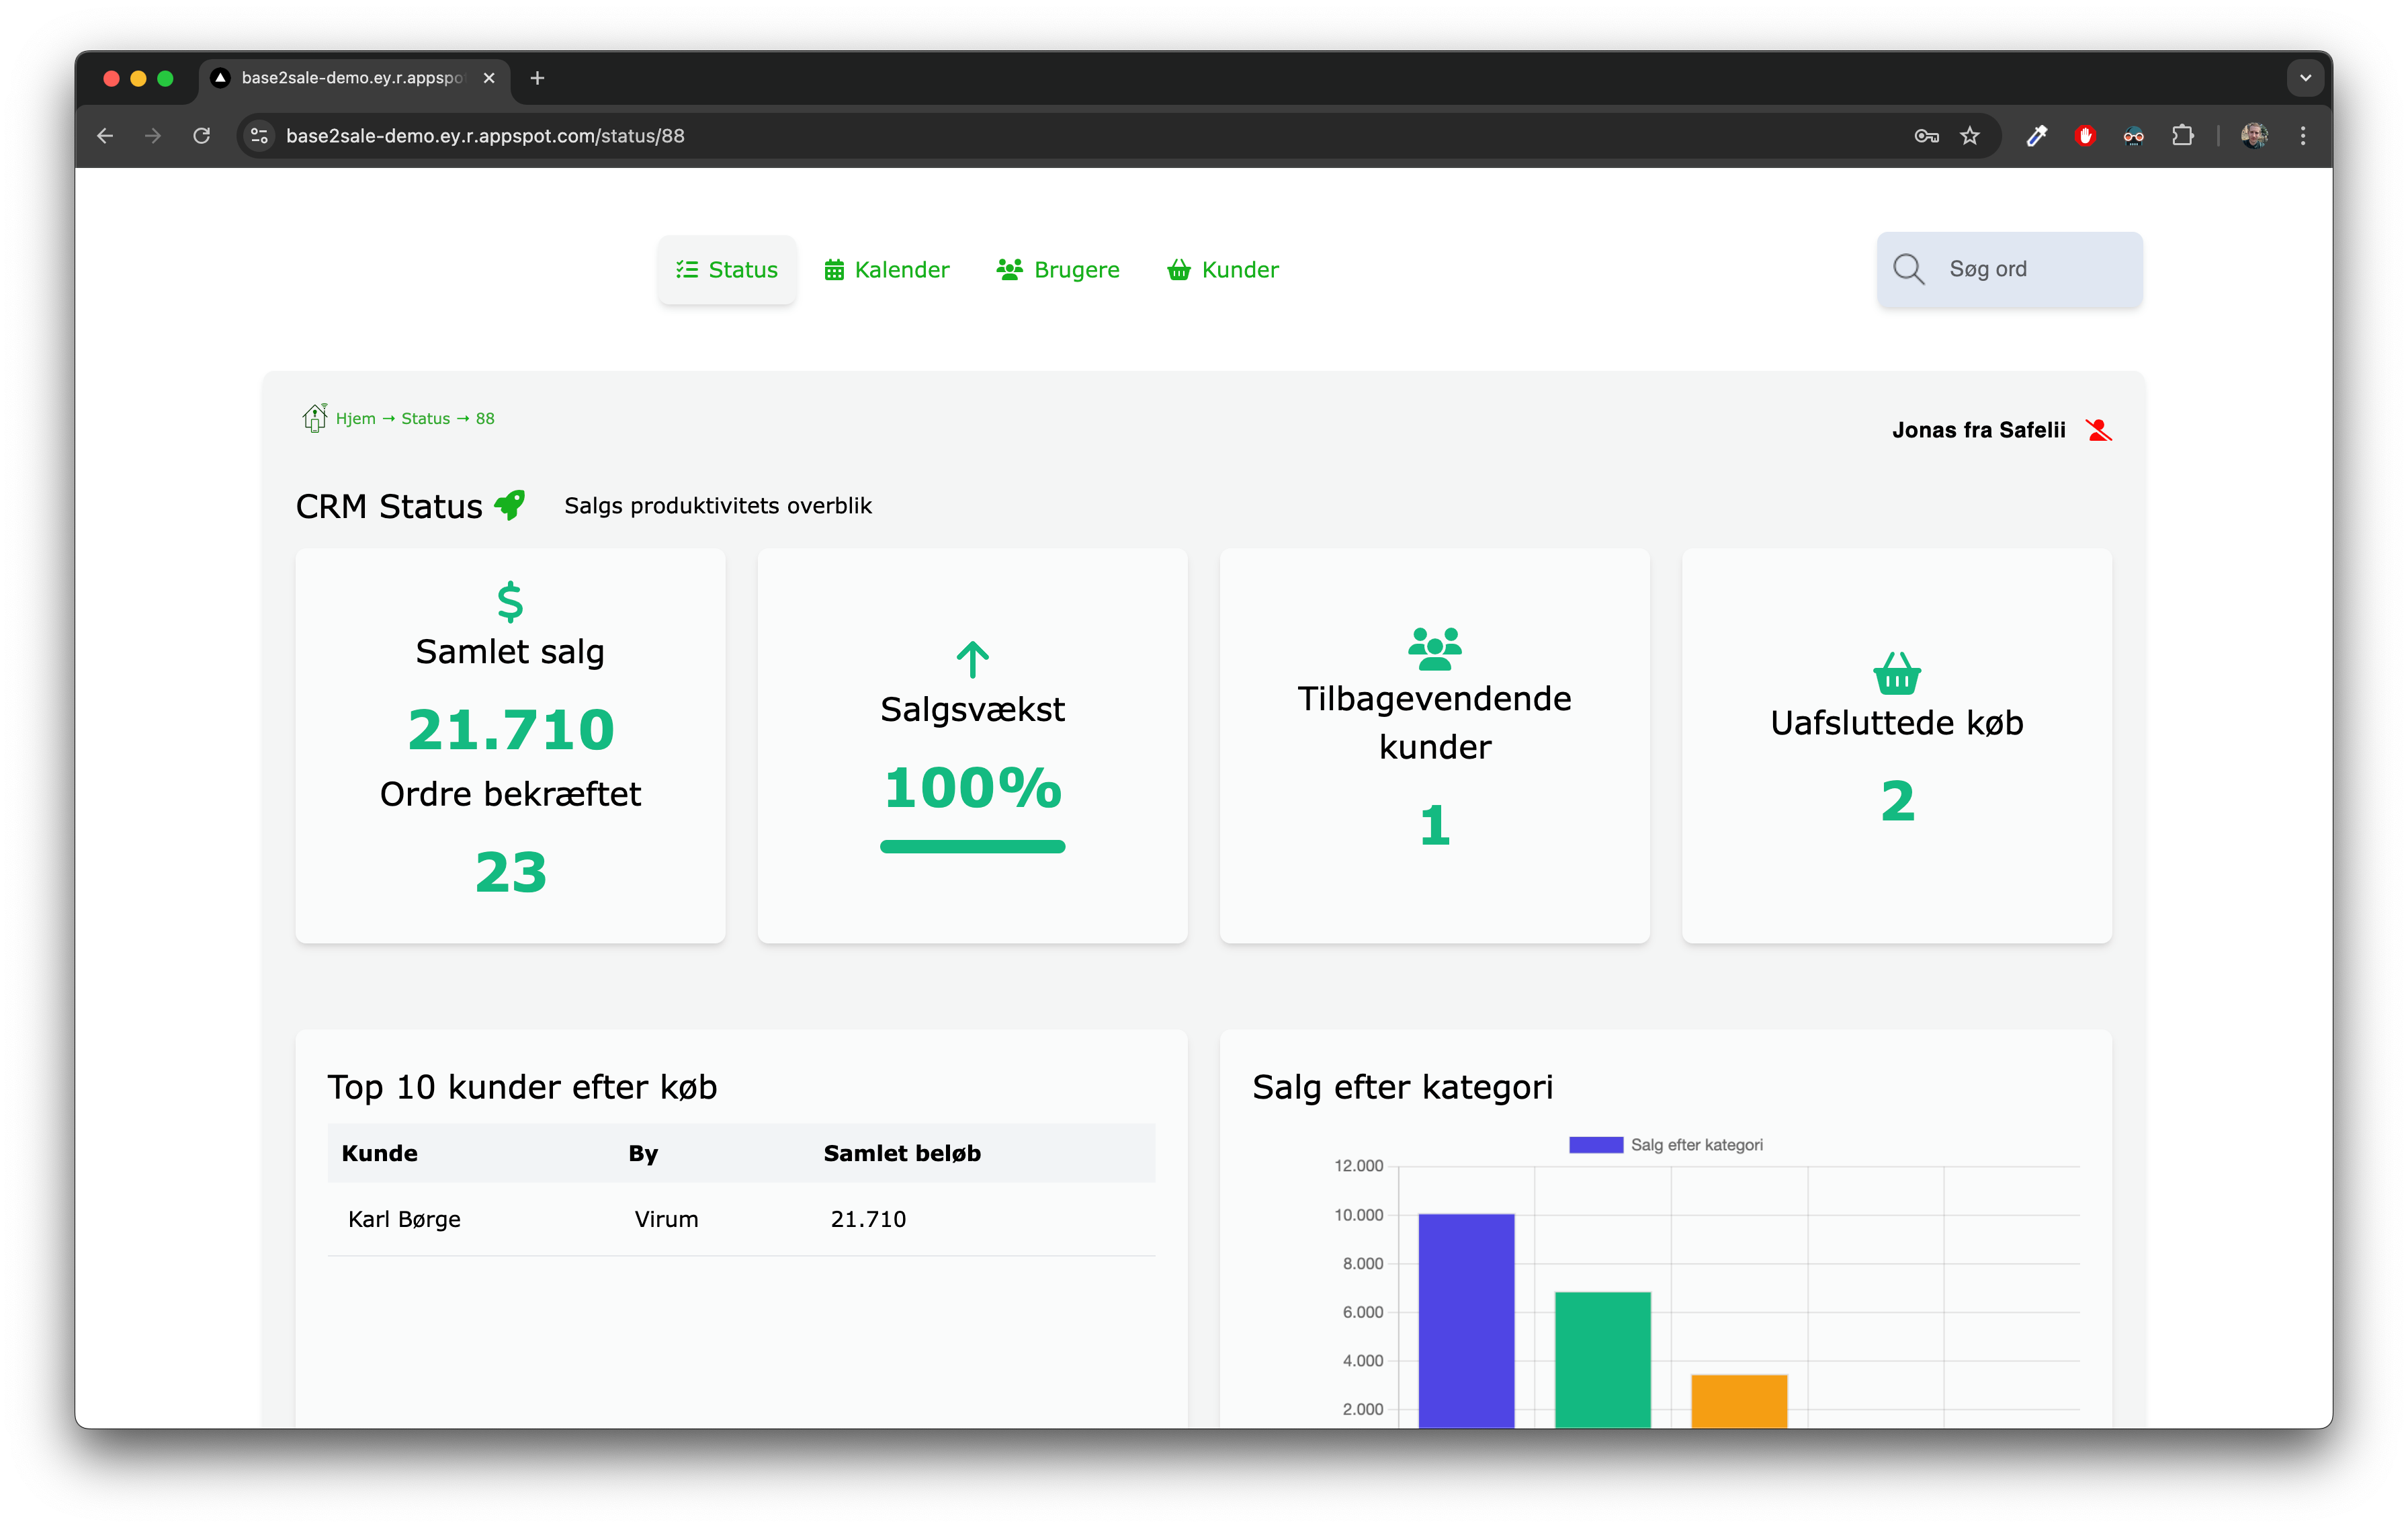 base2sale-demo.ey.r.appspot
base2sale-demo.ey.r.appspot.com/status/88
Status
Kalender
Brugere
Kunder
Søg ord
Hjem → Status → 88
Jonas fra Safelii
CRM Status
Salgs produktivitets overblik
$
Samlet salg
21.710
Ordre bekræftet
23
Salgsvækst
100%
Tilbagevendende
kunder
1
Uafsluttede køb
2
Top 10 kunder efter køb
Kunde By Samlet beløb
Karl Børge Virum 21.710
Salg efter kategori
Salg efter kategori
12.000
10.000
8.000
6.000
4.000
2.000